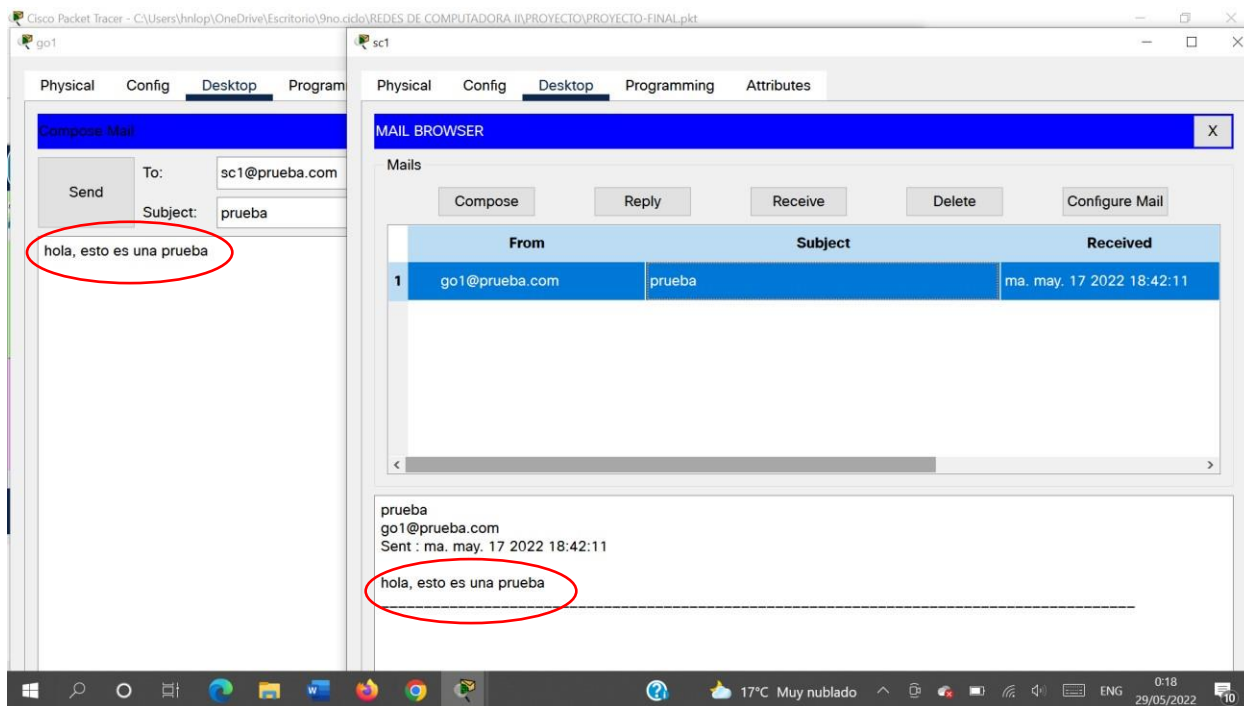 Cisco Packet Tracer - C:\Users\hnlop\OneDrive\Escritorio\9no.ciclo\REDES DE COMPUTADORA II\PROYECTO\PROYECTO-FINAL.pkt
go1
Physical Config Desktop Programm
Compose Mail
Send
To: sc1@prueba.com
Subject: prueba
hola, esto es una prueba
sc1
Physical Config Desktop Programming Attributes
MAIL BROWSER X
Mails
Compose Reply Receive Delete Configure Mail
From Subject Received
1 go1@prueba.com prueba ma. may. 17 2022 18:42:11
prueba
go1@prueba.com
Sent : ma. may. 17 2022 18:42:11
hola, esto es una prueba
17°C Muy nublado ENG 0:18
29/05/2022
10